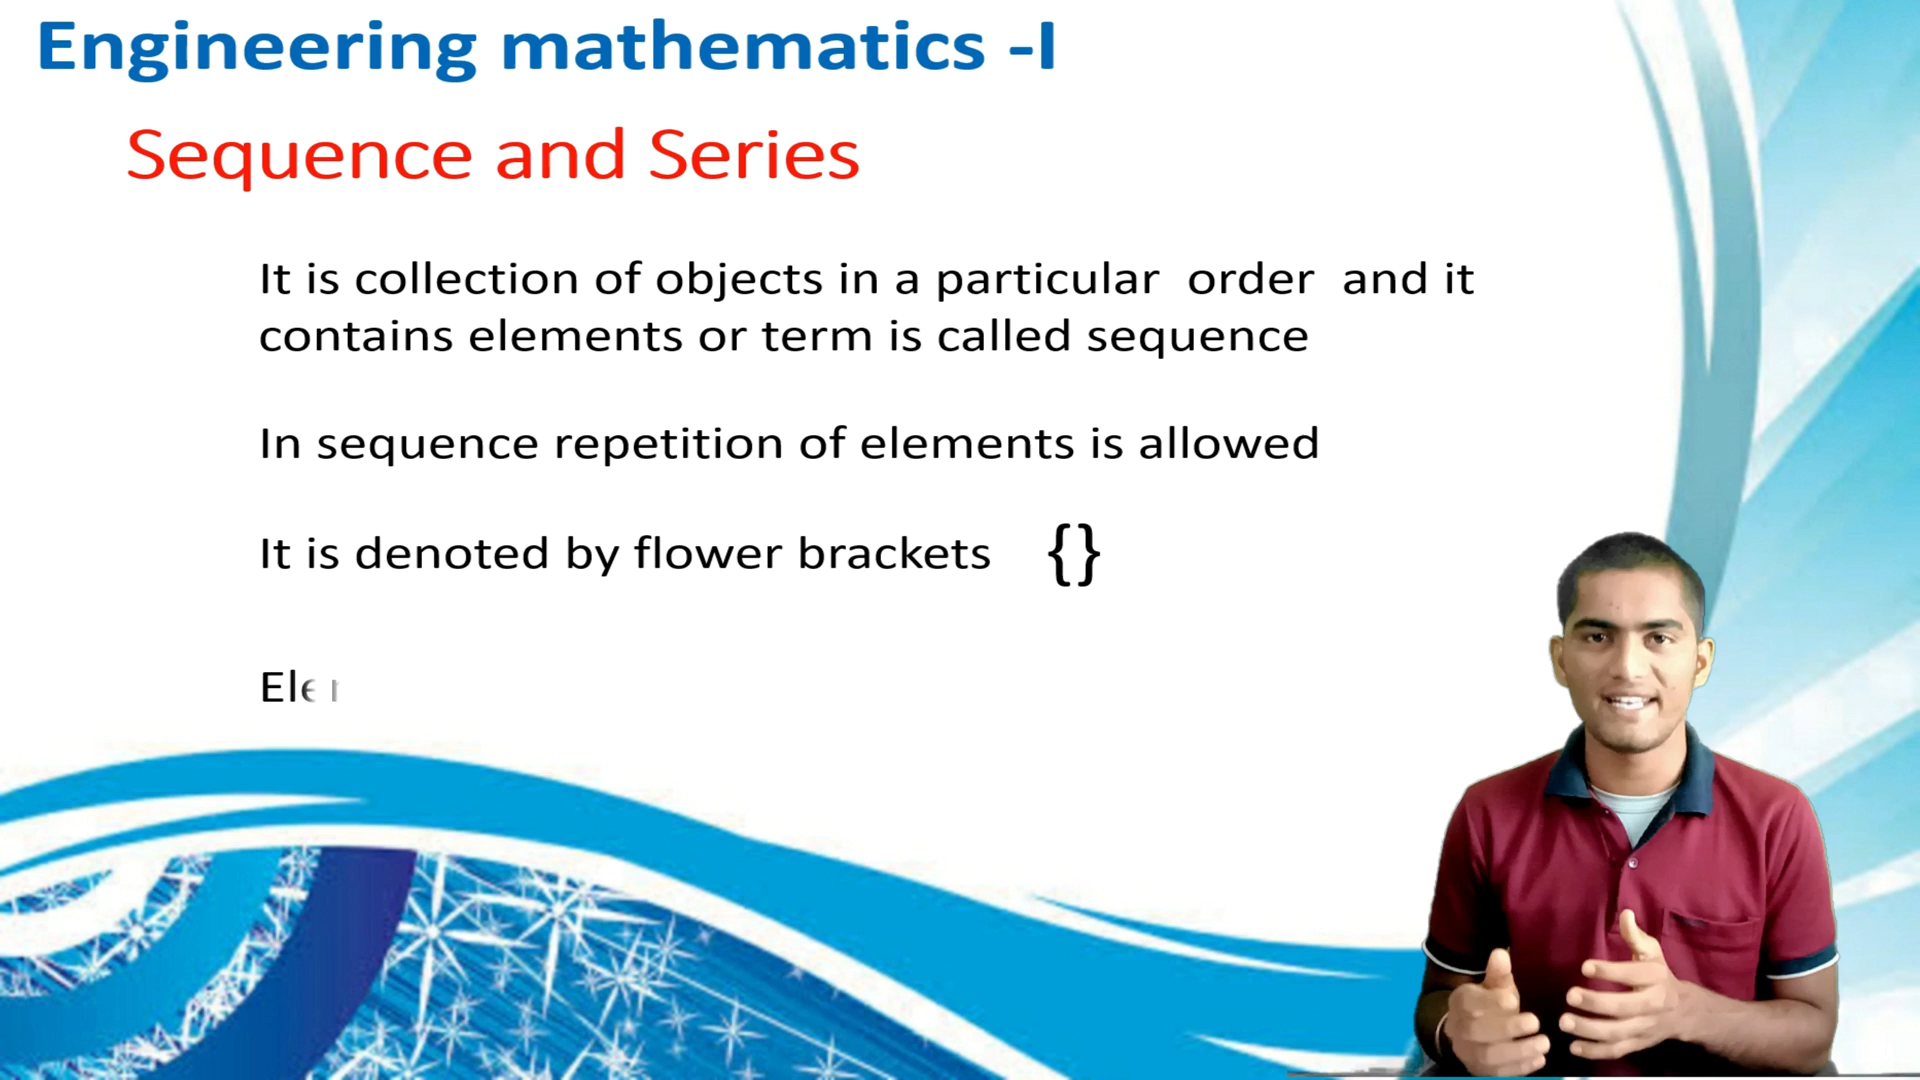 Engineering mathematics -I
Sequence and Series
It is collection of objects in a particular order and it
contains elements or term is called sequence
In sequence repetition of elements is allowed
It is denoted by flower brackets {}